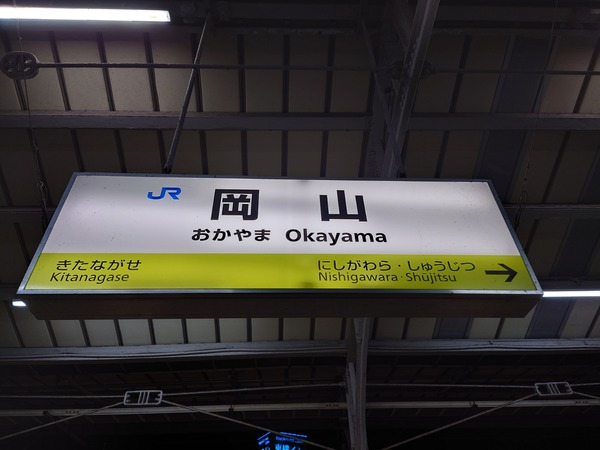 JR
岡 山
おかやま Okayama
きたながせ
Kitanagase
にしがわら・しゅうじつ
Nishigawara・Shūjitsu